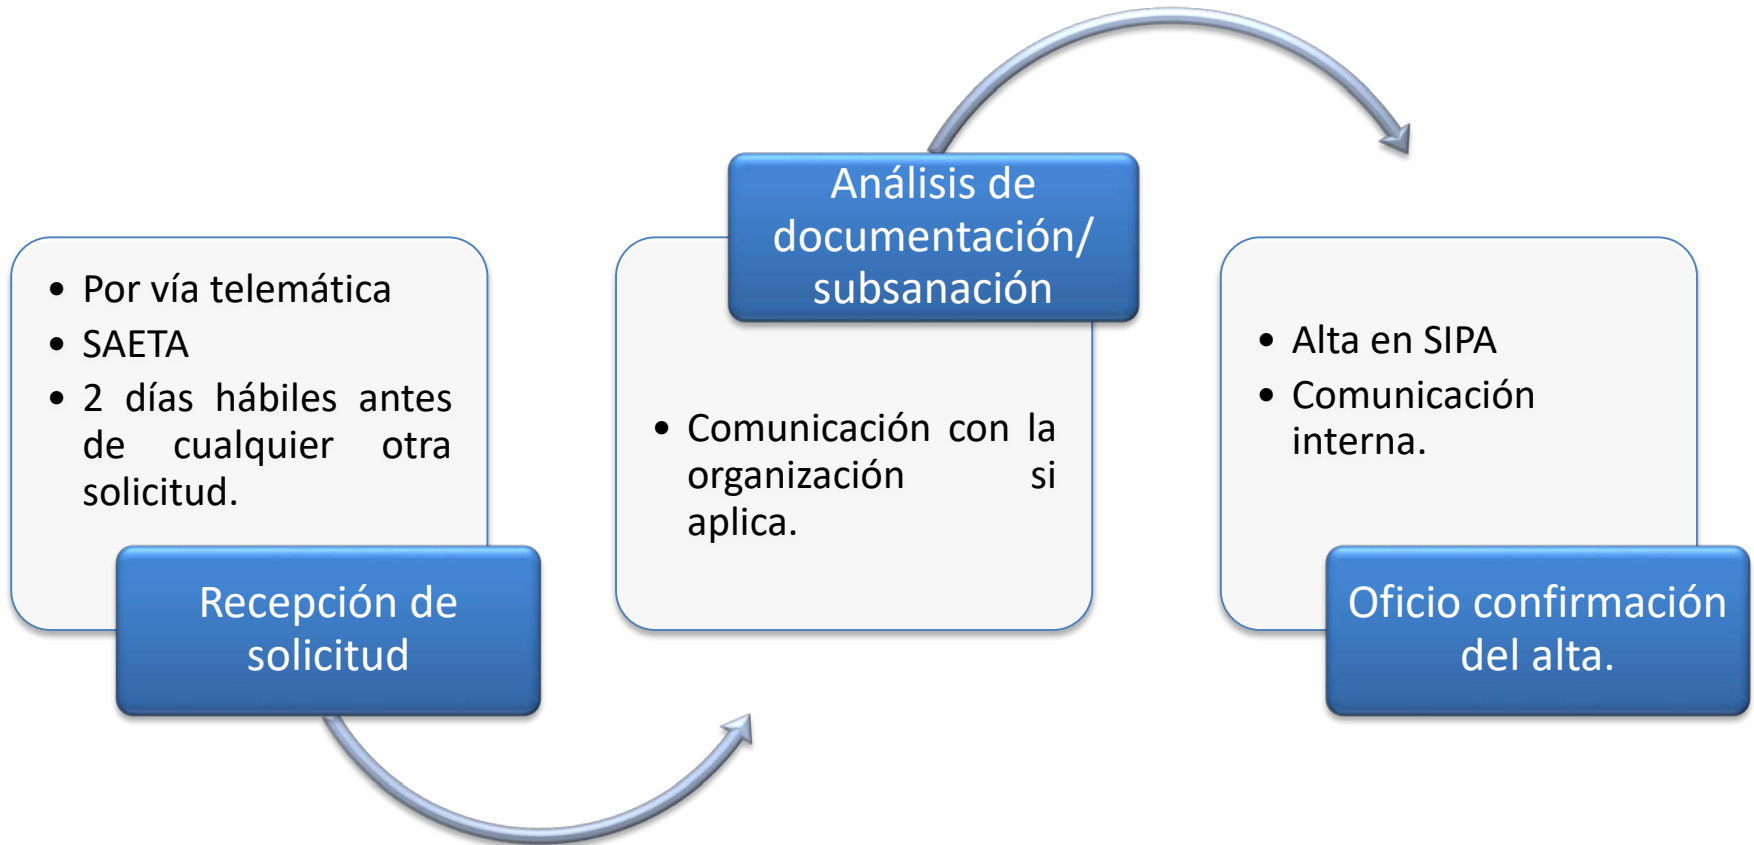 • Por vía telemática
• SAETA
• 2 días hábiles antes
de cualquier otra
solicitud.
Recepción de
solicitud
Análisis de
documentación/
subsanación
• Comunicación con la
organización si
aplica.
• Alta en SIPA
• Comunicación
interna.
Oficio confirmación
del alta.